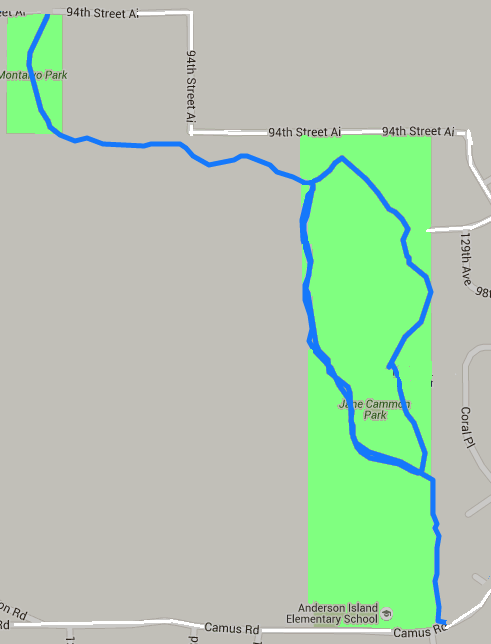 94th Street Ai
94th Street Ai
Montalvo Park
94th Street Ai
94th Street Ai
129th Ave
Jane Cammon
Park
Coral Pl
Anderson Island
Elementary School
Camus Rd
Camus Rd